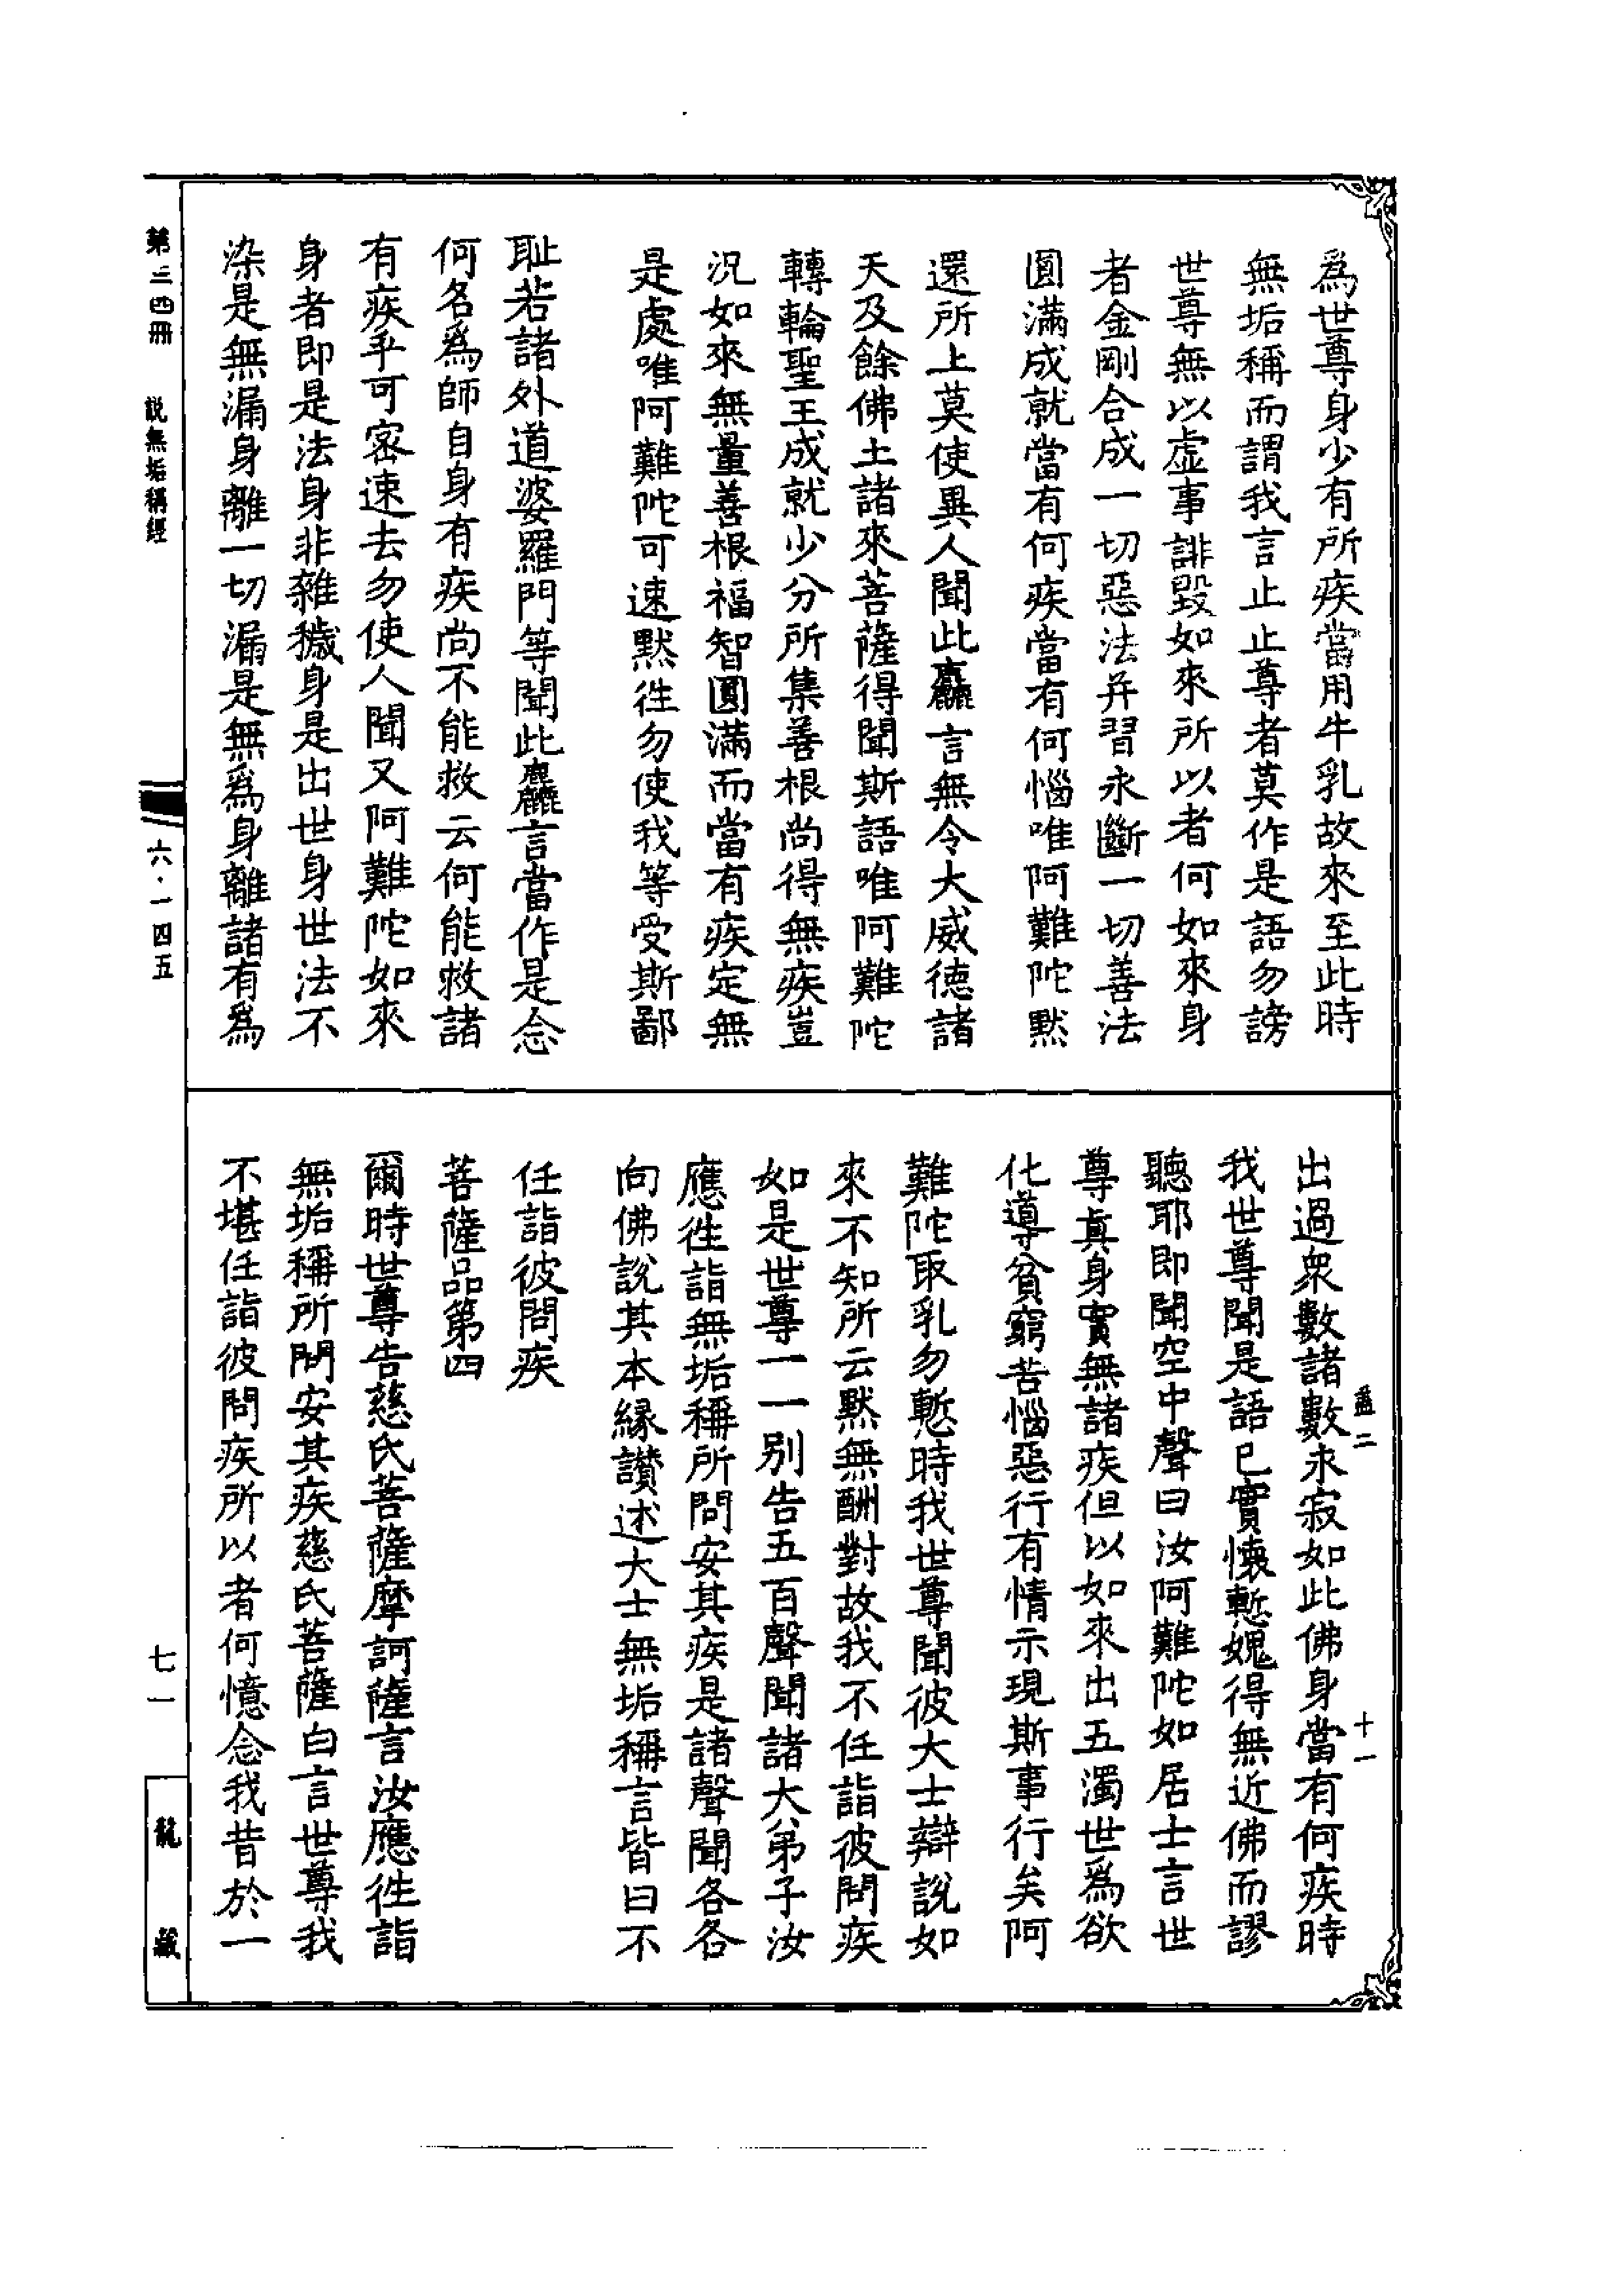 為世尊身少有所疾當用牛乳故來至此時
無垢稱而謂我言止止尊者莫作是語勿謗
世尊無以虛事誹毀如來所以者何如來身
者金剛合成一切惡法并習永斷一切善法
圓滿成就當有何疾當有何惱唯阿難陀默
還所上莫使異人聞此麤言無令大威德諸
天及餘佛土諸來菩薩得聞斯語唯阿難陀
轉輪聖王成就少分所集善根尚得無疾豈
況如來無量善根福智圓滿而當有疾定無
是處唯阿難陀可速默往勿使我等受斯鄙
耻若諸外道婆羅門等聞此麤言當作是念
何名為師自身有疾尚不能救云何能救諸
有疾乎可密速去勿使人聞又阿難陀如來
身者即是法身非雜穢身是出世身世法不
染是無漏身離一切漏是無為身離諸有為
出過衆數諸數永寂如此佛身當有何疾時
我世尊聞是語已實懷慙愧得無近佛而謬
聽耶即聞空中聲曰汝阿難陀如居士言世
尊真身實無諸疾但以如來出五濁世為欲
化導貧窮苦惱惡行有情示現斯事行矣阿
難陀取乳勿慙時我世尊聞彼大士辯說如
來不知所云默無酬對故我不任詣彼問疾
如是世尊一一別告五百聲聞諸大弟子汝
應往詣無垢稱所問安其疾是諸聲聞各各
向佛說其本緣讚述大士無垢稱言皆曰不
任詣彼問疾
菩薩品第四
爾時世尊告慈氏菩薩摩訶薩言汝應往詣
無垢稱所問安其疾慈氏菩薩白言世尊我
不堪任詣彼問疾所以者何憶念我昔於一
盖二 十一
第三四冊 説無垢稱經 六·一四五 七一 龍藏